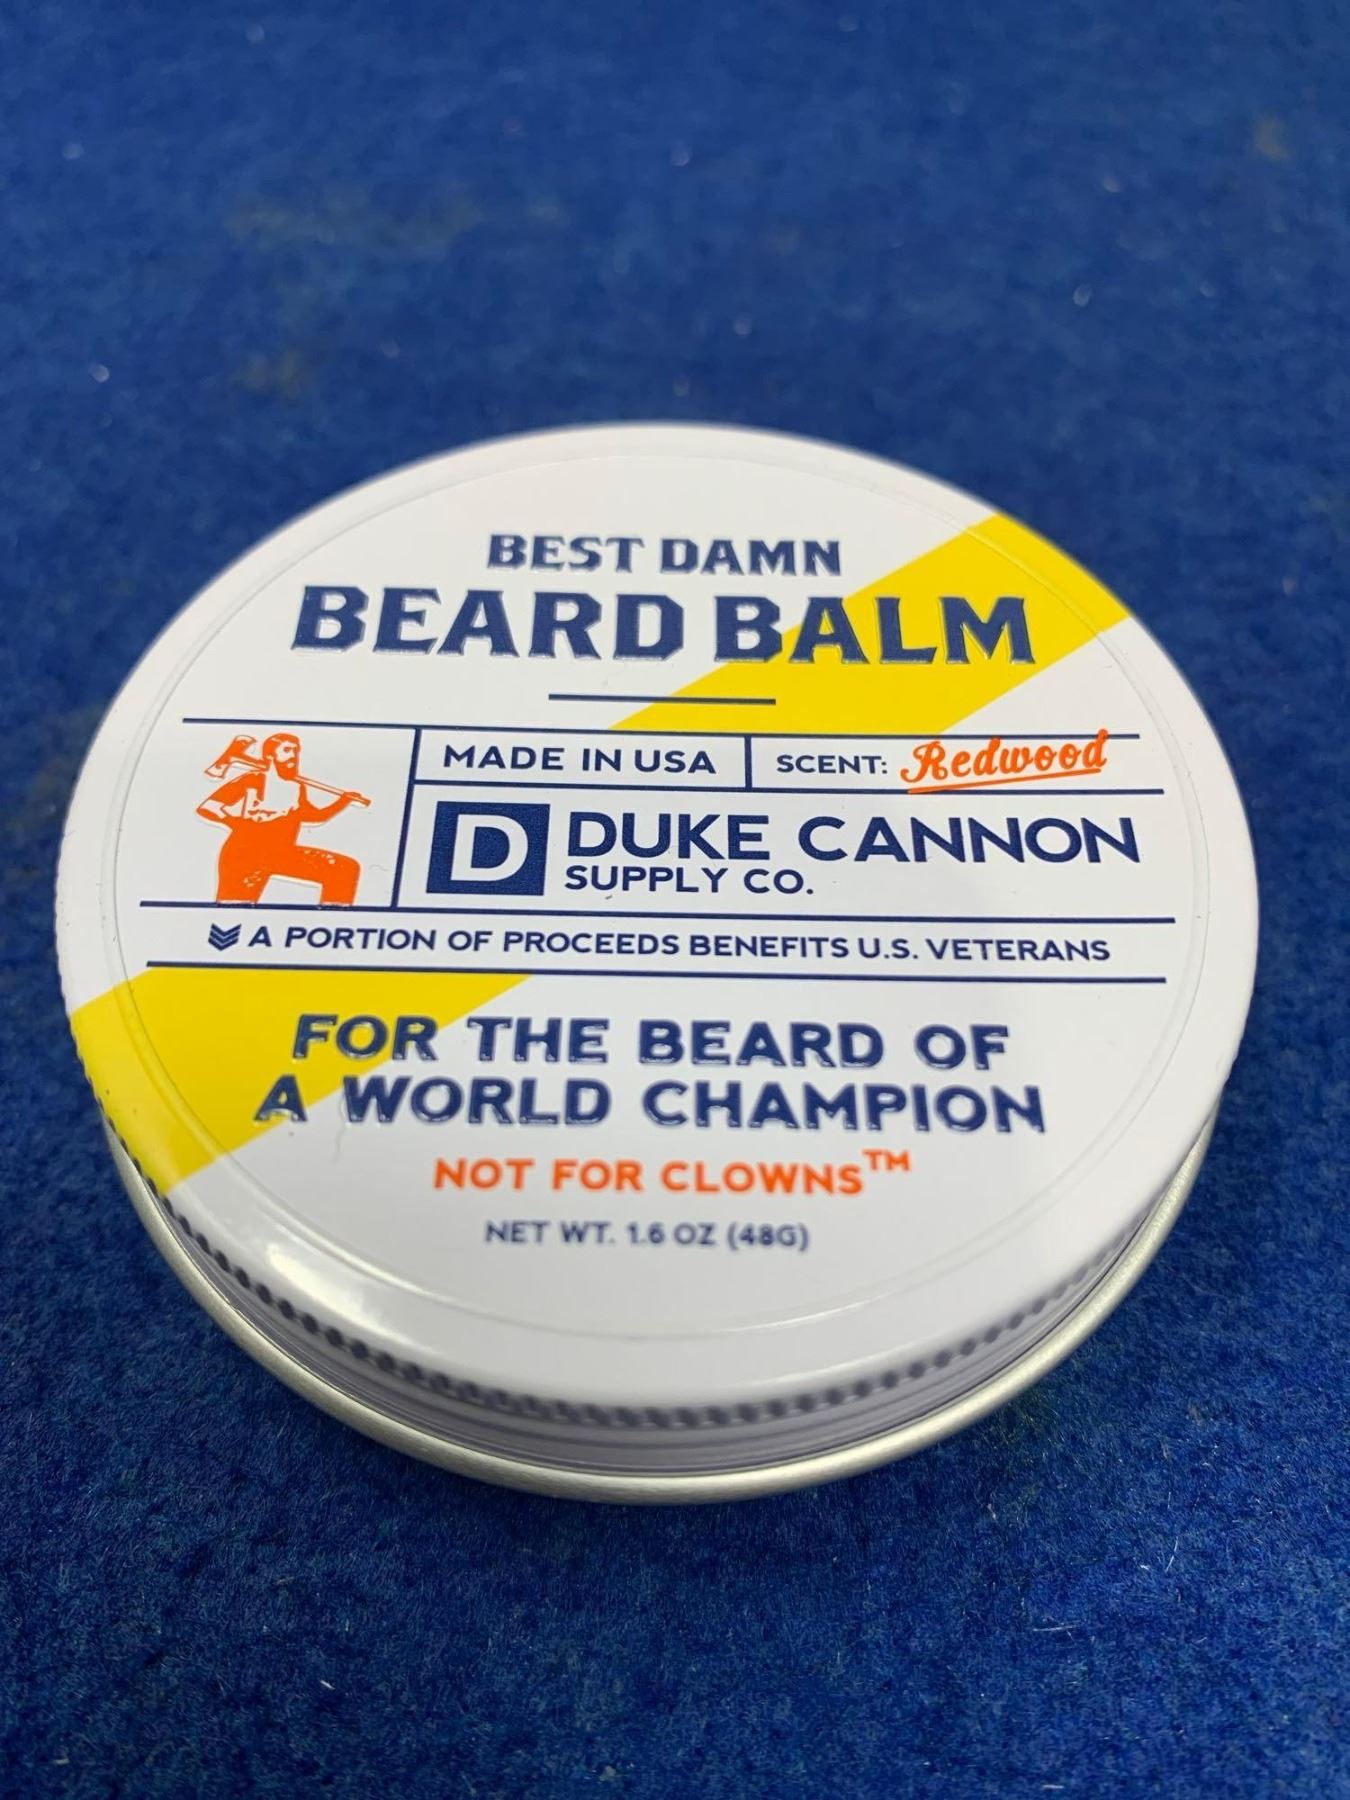 BEST DAMN
BEARD BALM
MADE IN USA
SCENT: Redwood
D DUKE CANNON
SUPPLY CO.
A PORTION OF PROCEEDS BENEFITS U.S. VETERANS
FOR THE BEARD OF
A WORLD CHAMPION
NOT FOR CLOWNS™
NET WT. 1.6 OZ (48G)